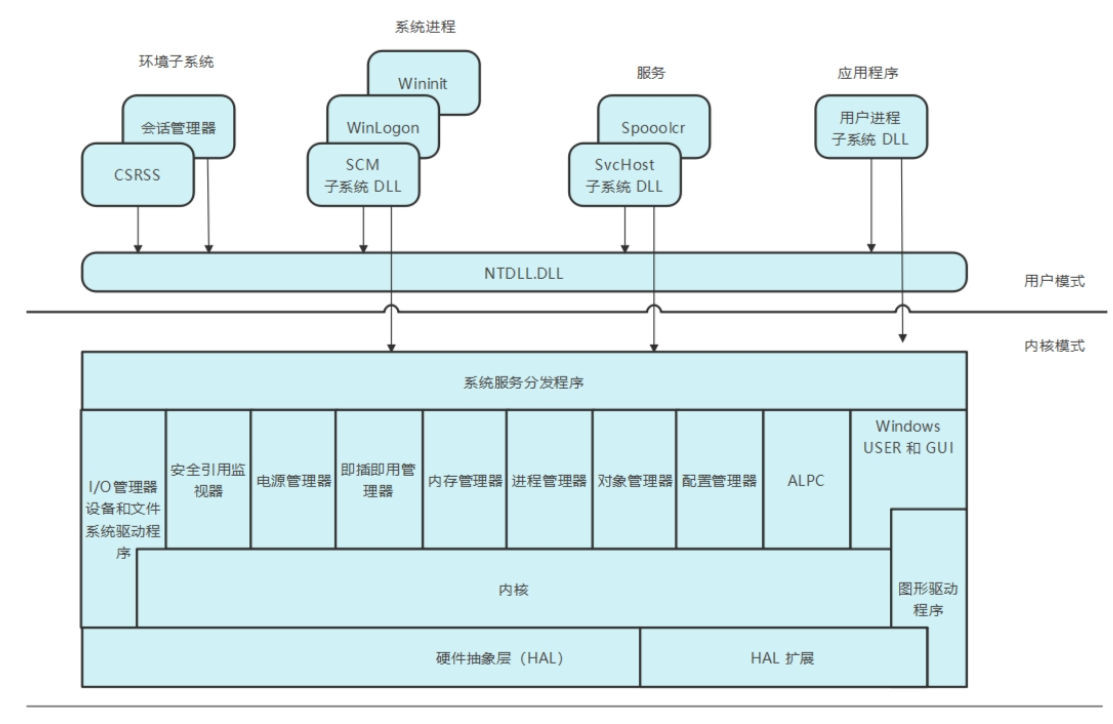 系统进程
环境子系统
服务
应用程序
Wininit
会话管理器
WinLogon
Spooolcr
用户进程
子系统 DLL
CSRSS
SCM
子系统 DLL
SvcHost
子系统 DLL
NTDLL.DLL
用户模式
内核模式
系统服务分发程序
I/O管理器
设备和文件
系统驱动程
序
安全引用监
视器
电源管理器
即插即用管
理器
内存管理器
进程管理器
对象管理器
配置管理器
ALPC
Windows
USER 和 GUI
内核
图形驱动
程序
硬件抽象层（HAL）
HAL 扩展